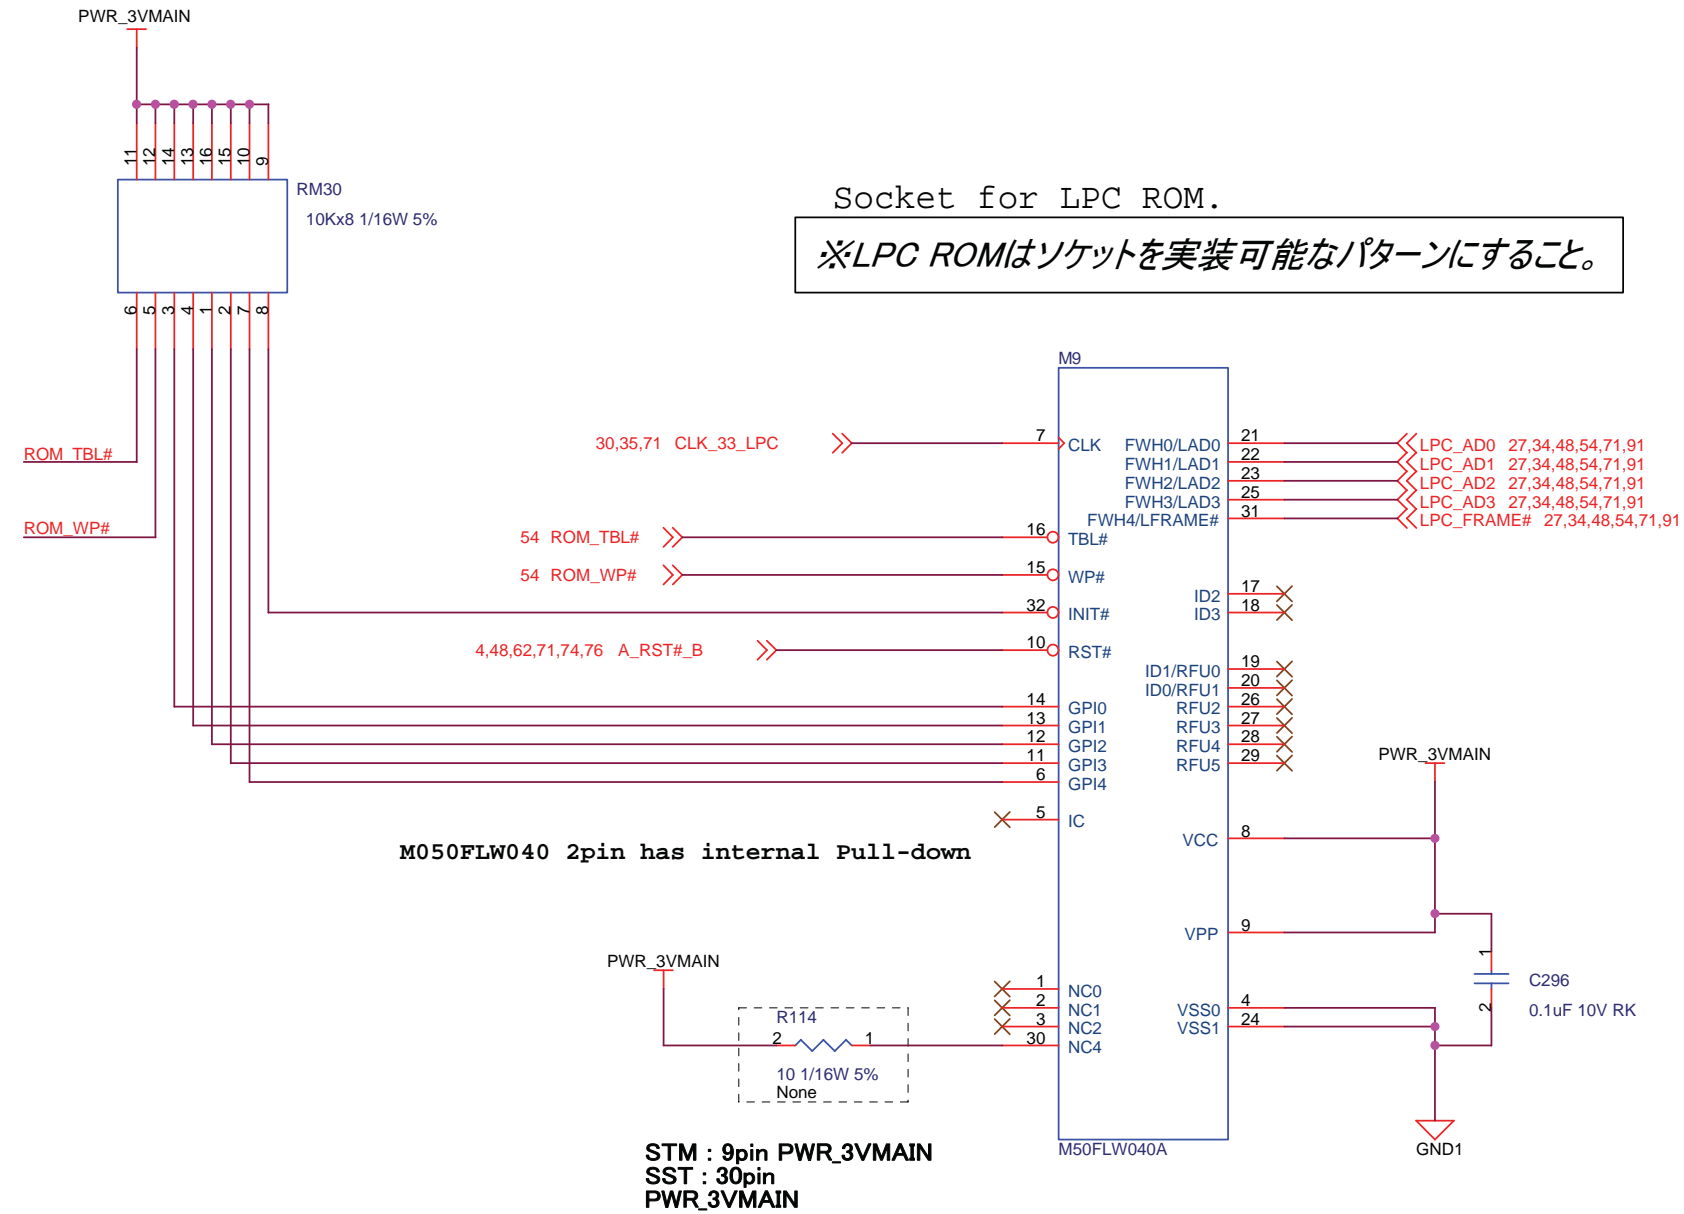 PWR_3VMAIN
11 12 14 13 16 15 10 9
RM30
10Kx8 1/16W 5%
6 5 3 4 1 2 7 8
ROM_TBL#
ROM_WP#
Socket for LPC ROM.
※LPC ROMはソケットを実装可能なパターンにすること。
M9
30,35,71 CLK_33_LPC 7 CLK
54 ROM_TBL# 16 TBL#
54 ROM_WP# 15 WP#
32 INIT#
4,48,62,71,74,76 A_RST#_B 10 RST#
14 GPI0
13 GPI1
12 GPI2
11 GPI3
6 GPI4
5 IC
M050FLW040 2pin has internal Pull-down
1 NC0
2 NC1
3 NC2
30 NC4
PWR_3VMAIN
R114
2 1
10 1/16W 5%
None
FWH0/LAD0 21 LPC_AD0 27,34,48,54,71,91
FWH1/LAD1 22 LPC_AD1 27,34,48,54,71,91
FWH2/LAD2 23 LPC_AD2 27,34,48,54,71,91
FWH3/LAD3 25 LPC_AD3 27,34,48,54,71,91
FWH4/LFRAME# 31 LPC_FRAME# 27,34,48,54,71,91
ID2 17
ID3 18
ID1/RFU0 19
ID0/RFU1 20
RFU2 26
RFU3 27
RFU4 28
RFU5 29
PWR_3VMAIN
VCC 8
VPP 9
VSS0 4
VSS1 24
1
C296
2
0.1uF 10V RK
GND1
M50FLW040A
STM : 9pin PWR_3VMAIN
SST : 30pin
PWR_3VMAIN